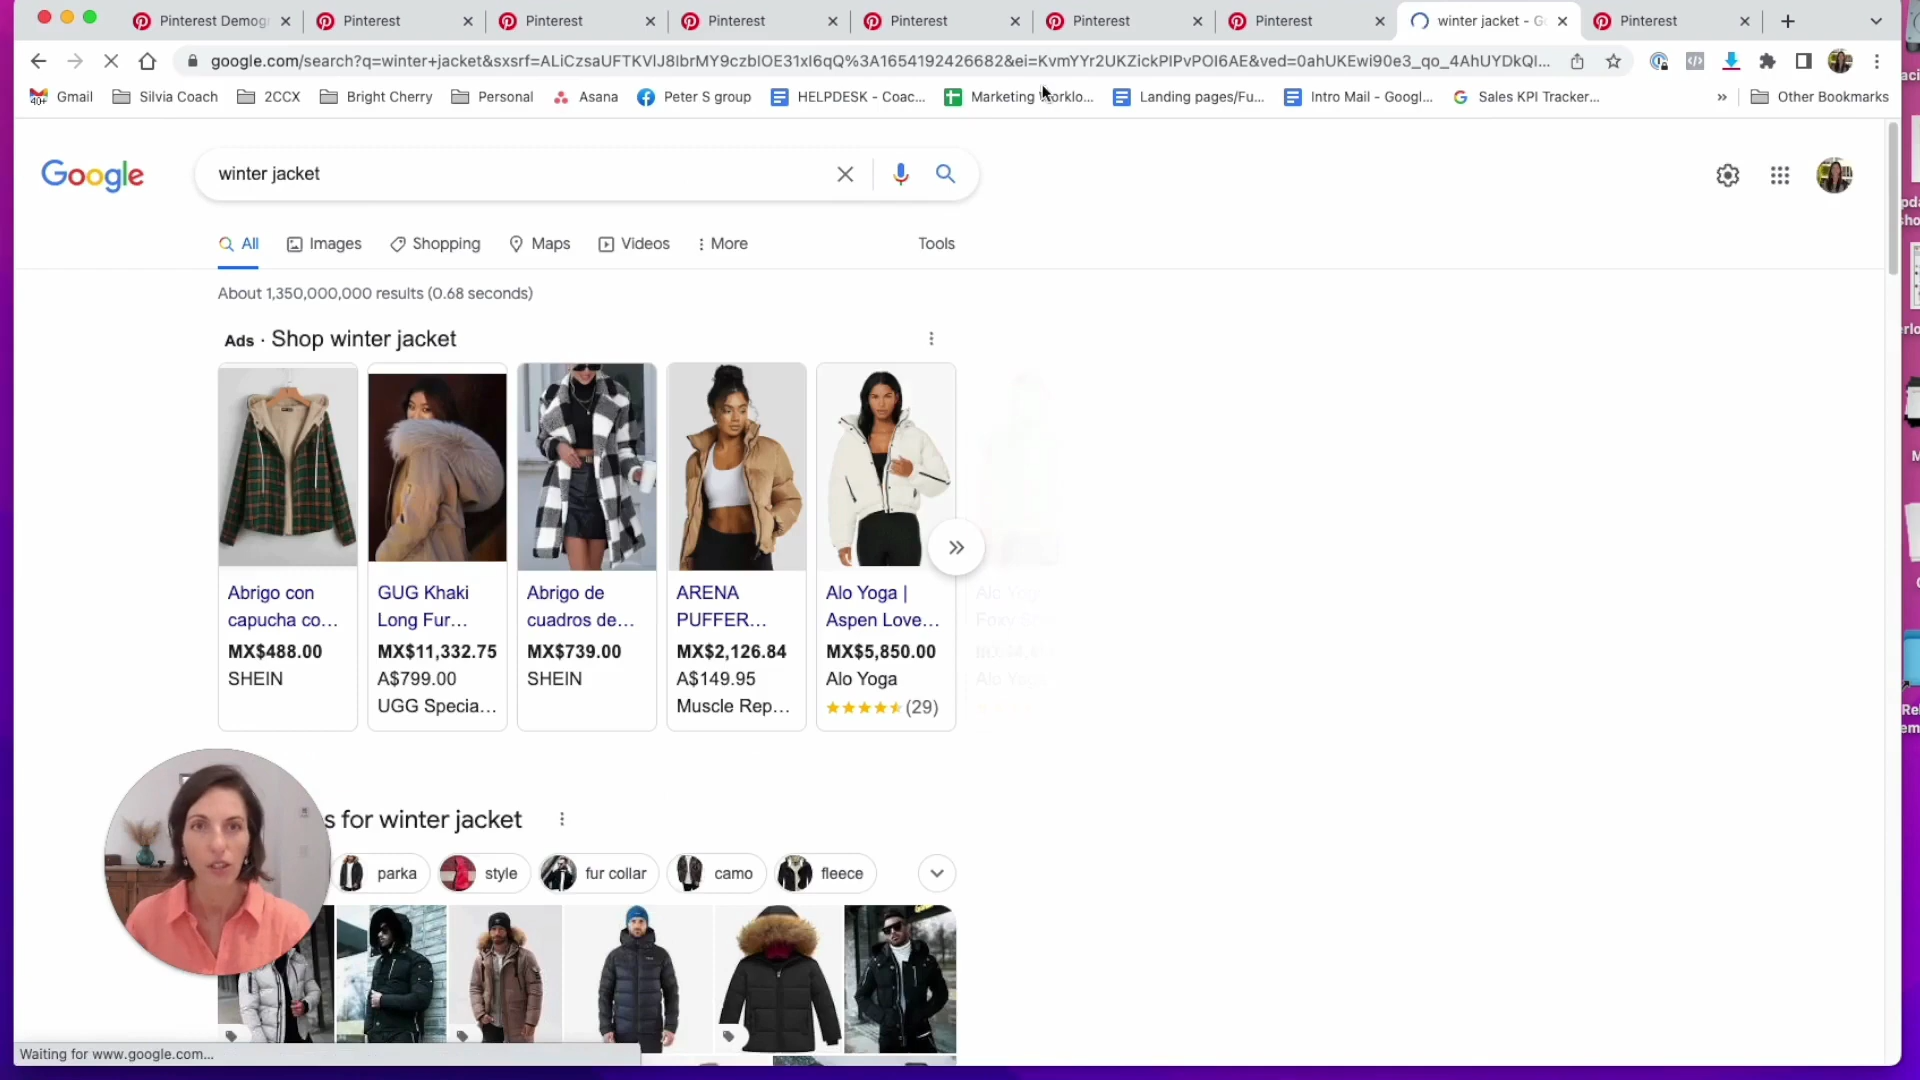 Pinterest Demog
Pinterest
Pinterest
Pinterest
Pinterest
Pinterest
Pinterest
winter jacket - G
Pinterest
google.com/search?q=winter+jacket&sxsrf=ALiCzsaUFTKVlJ8IbrMY9czbIOE31xI6qQ%3A1654192426682&ei=KvmYYr2UKZickPIPvPOI6AE&ved=0ahUKEwi90e3_qo_4AhUYDkQI...
Gmail
Silvia Coach
2CCX
Bright Cherry
Personal
Asana
Peter S group
HELPDESK - Coac...
Marketing Worklo...
Landing pages/Fu...
Intro Mail - Googl...
Sales KPI Tracker...
Other Bookmarks
Google
winter jacket
All
Images
Shopping
Maps
Videos
More
Tools
About 1,350,000,000 results (0.68 seconds)
Ads · Shop winter jacket
Abrigo con
capucha co...
MX$488.00
SHEIN
GUG Khaki
Long Fur...
MX$11,332.75
A$799.00
UGG Specia...
Abrigo de
cuadros de...
MX$739.00
SHEIN
ARENA
PUFFER...
MX$2,126.84
A$149.95
Muscle Rep...
Alo Yoga |
Aspen Love...
MX$5,850.00
Alo Yoga
(29)
s for winter jacket
parka
style
fur collar
camo
fleece
Waiting for www.google.com...